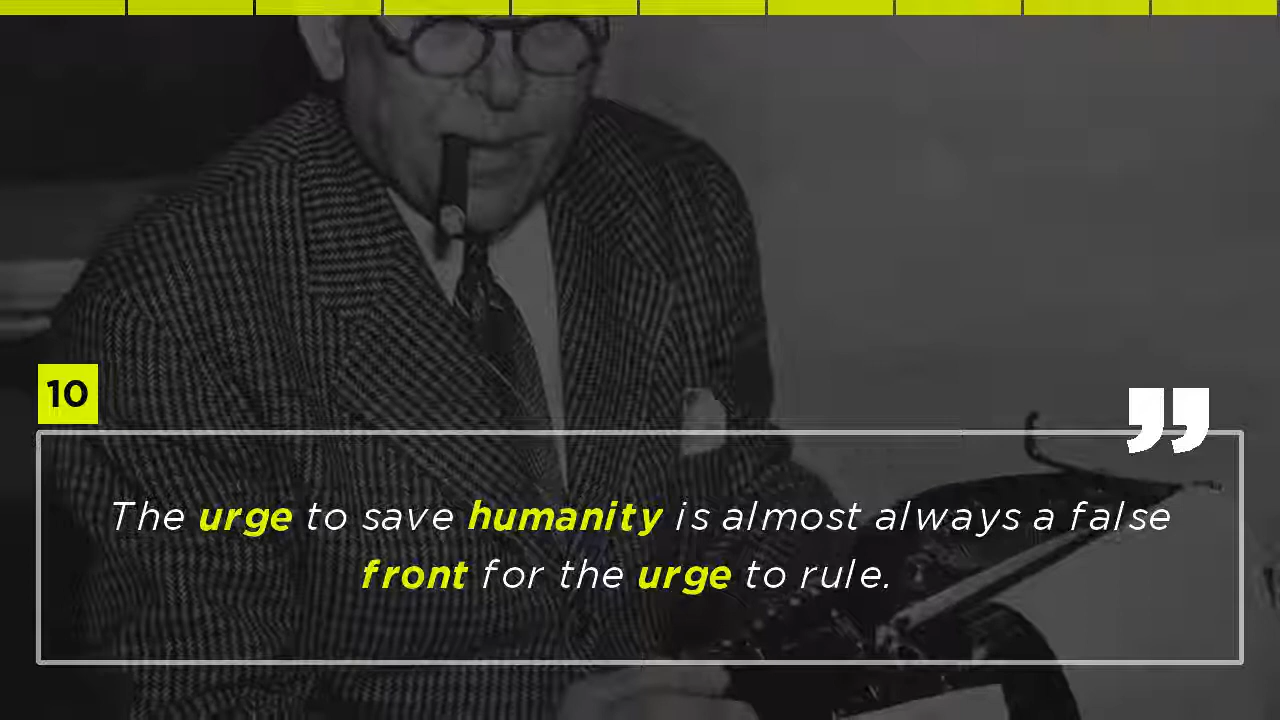 10
”
The urge to save humanity is almost always a false
front for the urge to rule.